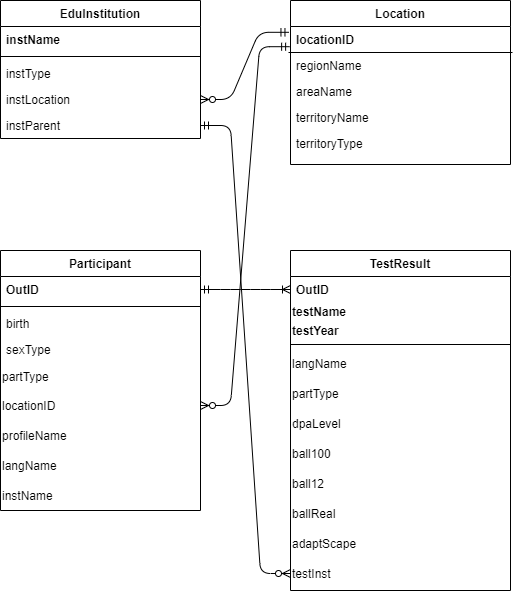 EduInstitution
instName
instType
instLocation
instParent
Location
locationID
regionName
areaName
territoryName
territoryType
Participant
OutID
birth
sexType
partType
locationID
profileName
langName
instName
TestResult
OutID
testName
testYear
langName
partType
dpaLevel
ball100
ball12
ballReal
adaptScape
testInst